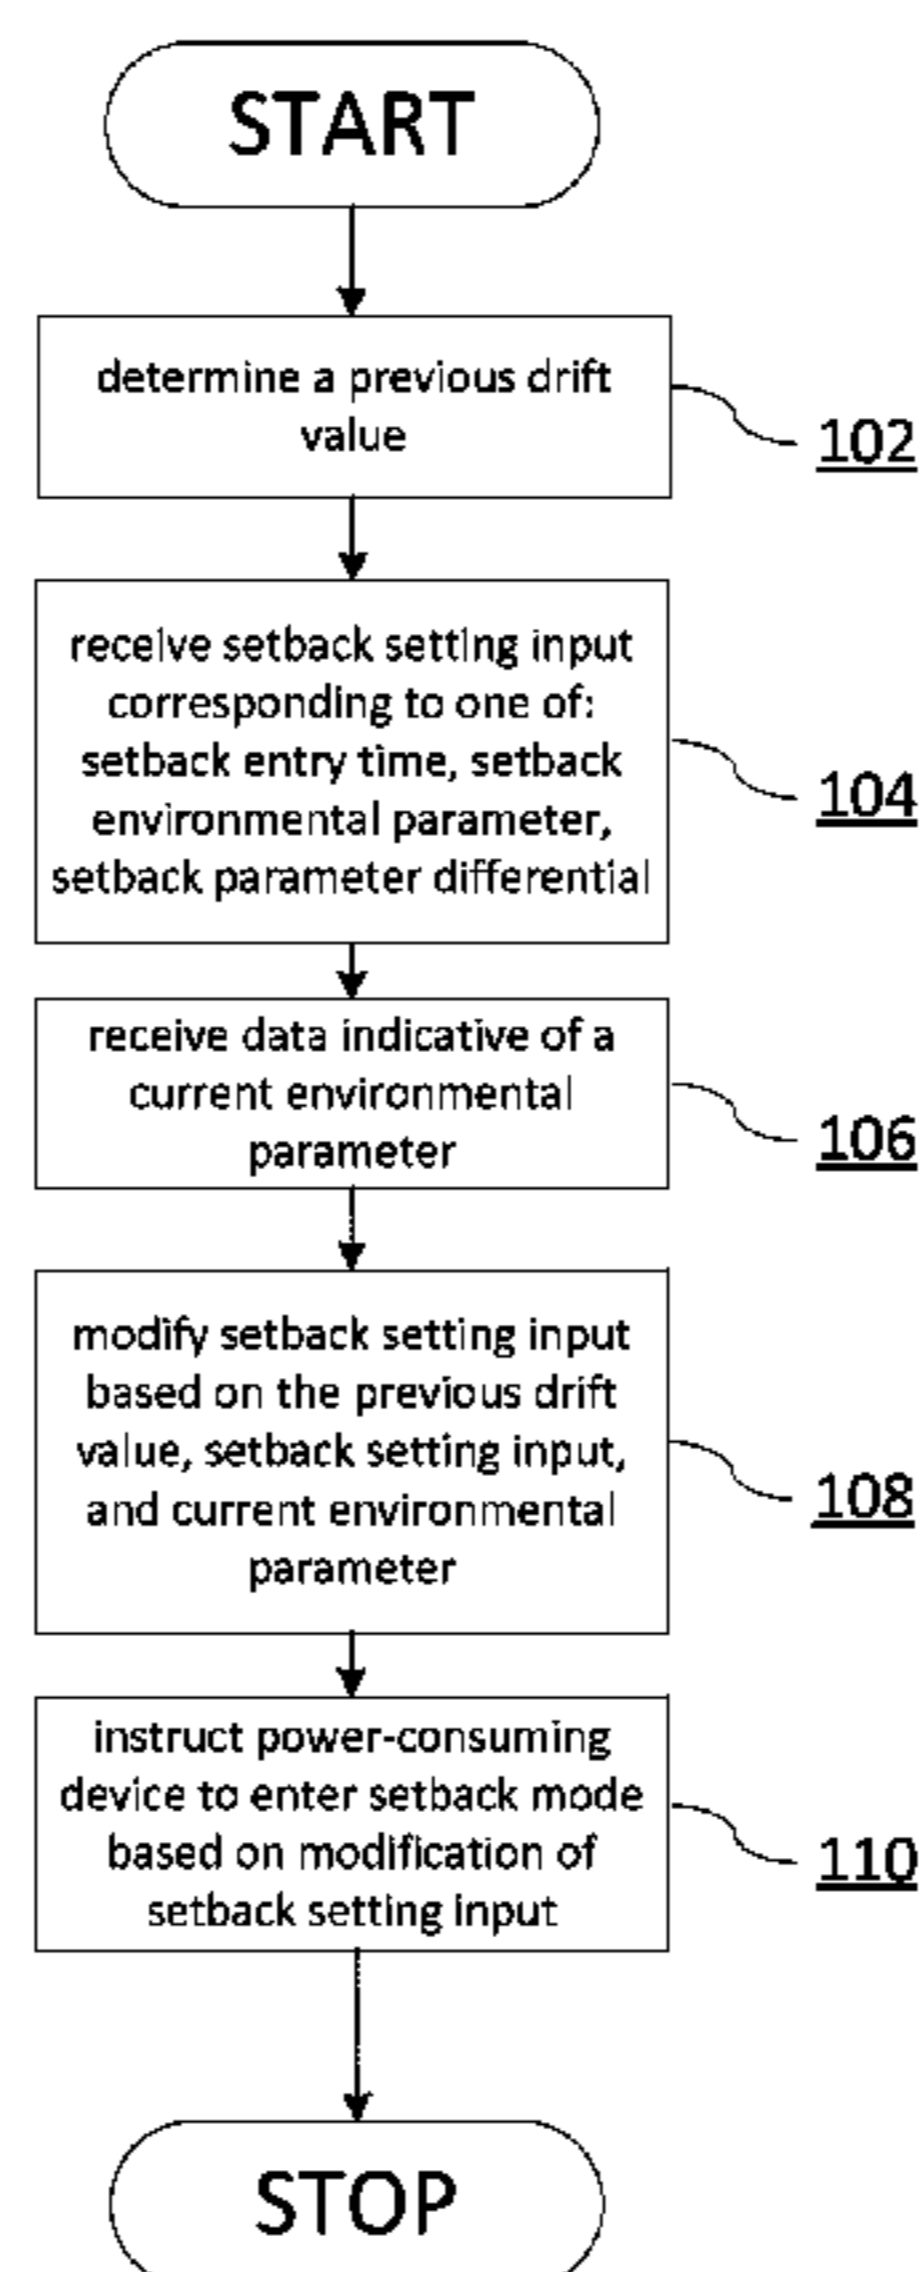 START
determine a previous drift
value
102
receive setback setting input
corresponding to one of:
setback entry time, setback
environmental parameter,
setback parameter differential
104
receive data indicative of a
current environmental
parameter
106
modify setback setting input
based on the previous drift
value, setback setting input,
and current environmental
parameter
108
instruct power-consuming
device to enter setback mode
based on modification of
setback setting input
110
STOP